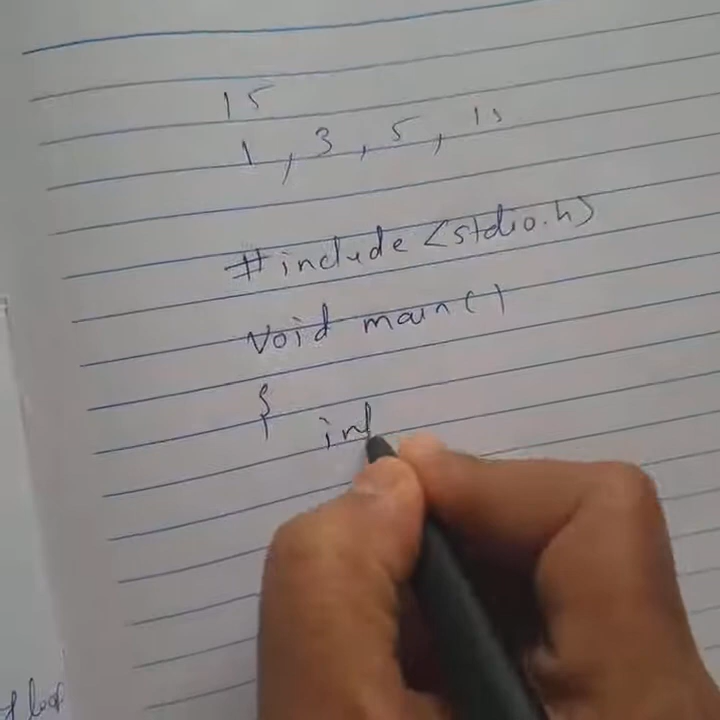 15
1, 3, 5, 15
#include <stdio.h>
void main()
{
int